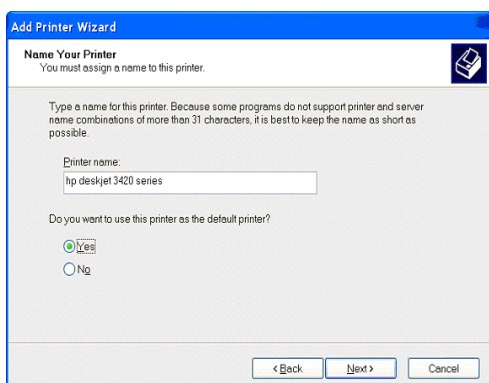 Add Printer Wizard
Name Your Printer
You must assign a name to this printer.
Type a name for this printer. Because some programs do not support printer and server
name combinations of more than 31 characters, it is best to keep the name as short as
possible.
Printer name:
hp deskjet 3420 series
Do you want to use this printer as the default printer?
Yes
No
< Back
Next >
Cancel